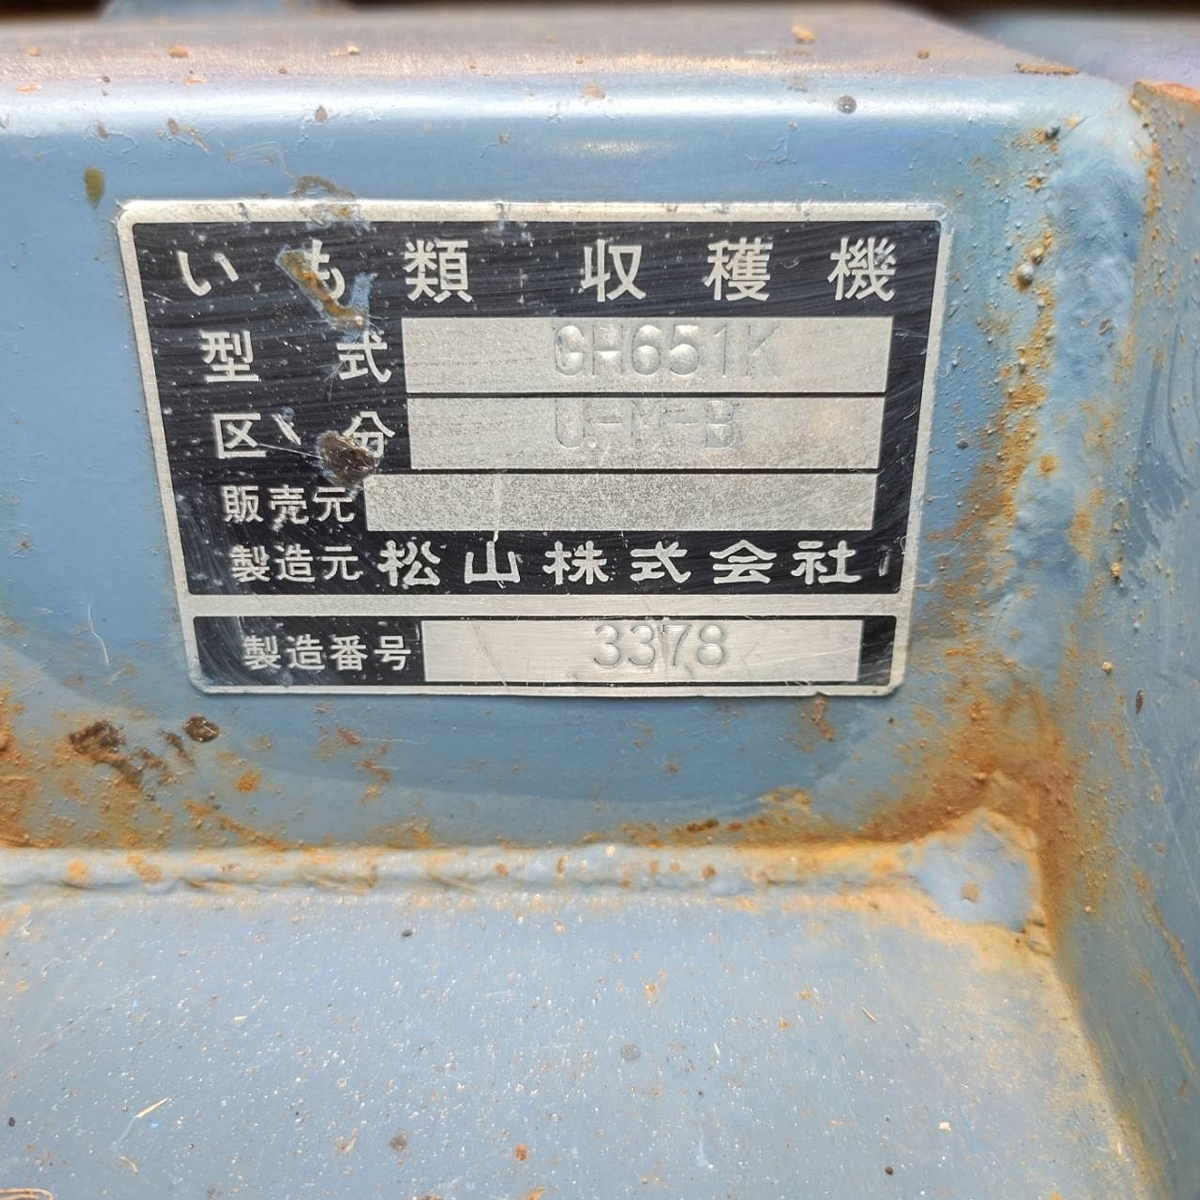 いも類 収穫機
型式 GH651K
区分 U-M-B
販売元
製造元 松山株式会社
製造番号 3378